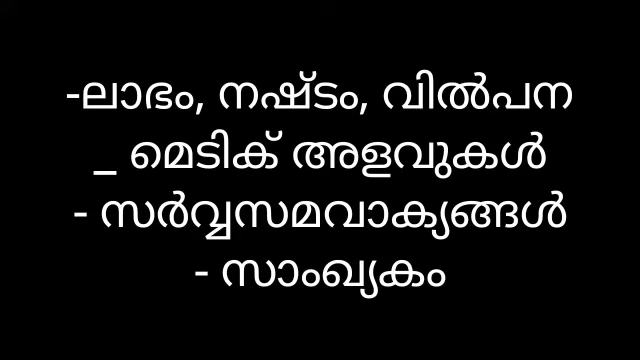 -ലാഭം, നഷ്ടം, വിൽപന
_ മെടിക് അളവുകൾ
- സർവ്വസമവാക്യങ്ങൾ
- സാംഖ്യകം